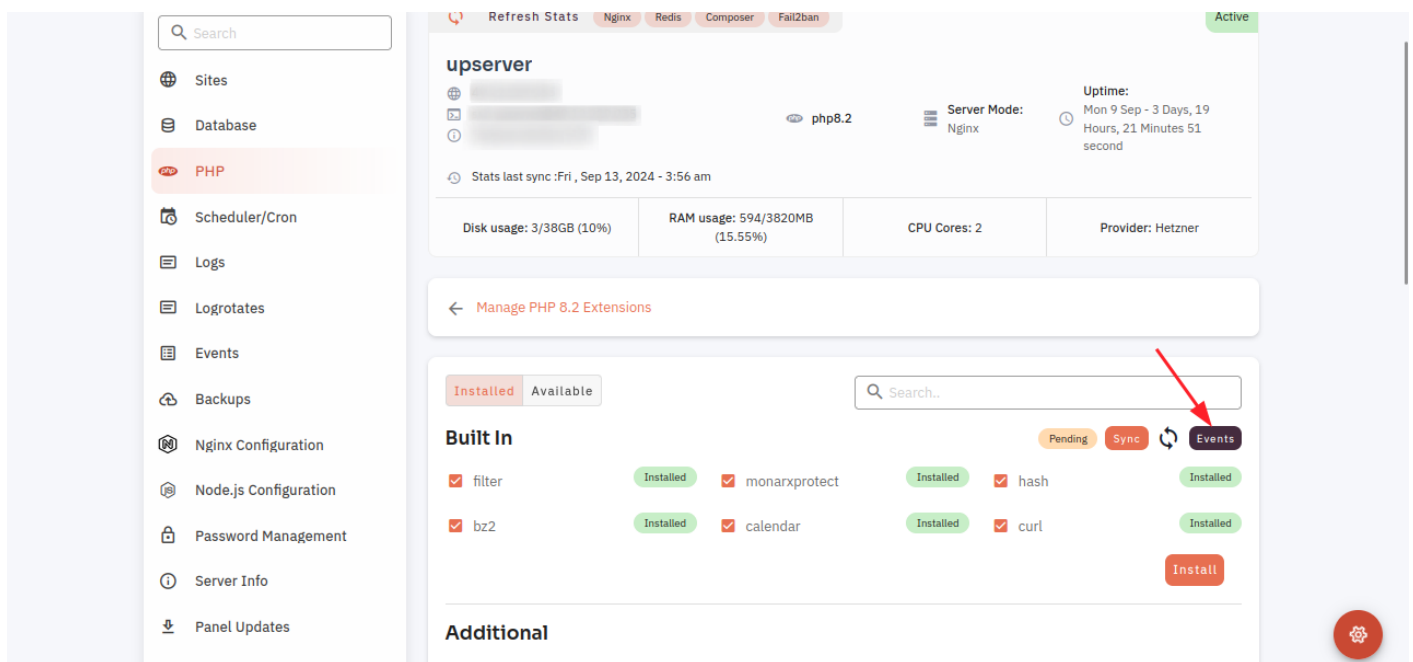 Search
Sites
Database
php PHP
Scheduler/Cron
Logs
Logrotates
Events
Backups
Nginx Configuration
Node.js Configuration
Password Management
Server Info
Panel Updates
Refresh Stats Nginx Redis Composer Fail2ban Active
upserver
php php8.2
Server Mode:
Nginx
Uptime:
Mon 9 Sep - 3 Days, 19
Hours, 21 Minutes 51
second
Stats last sync :Fri , Sep 13, 2024 - 3:56 am
Disk usage: 3/38GB (10%)
RAM usage: 594/3820MB
(15.55%)
CPU Cores: 2
Provider: Hetzner
Manage PHP 8.2 Extensions
Installed Available
Search..
Built In Pending Sync Events
filter Installed monarxprotect Installed hash Installed
bz2 Installed calendar Installed curl Installed
Install
Additional